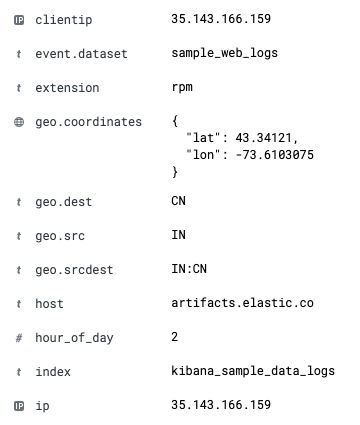 clientip 35.143.166.159
event.dataset sample_web_logs
extension rpm
geo.coordinates {
"lat": 43.34121,
"lon": -73.6103075
}
geo.dest CN
geo.src IN
geo.srcdest IN:CN
host artifacts.elastic.co
hour_of_day 2
index kibana_sample_data_logs
ip 35.143.166.159